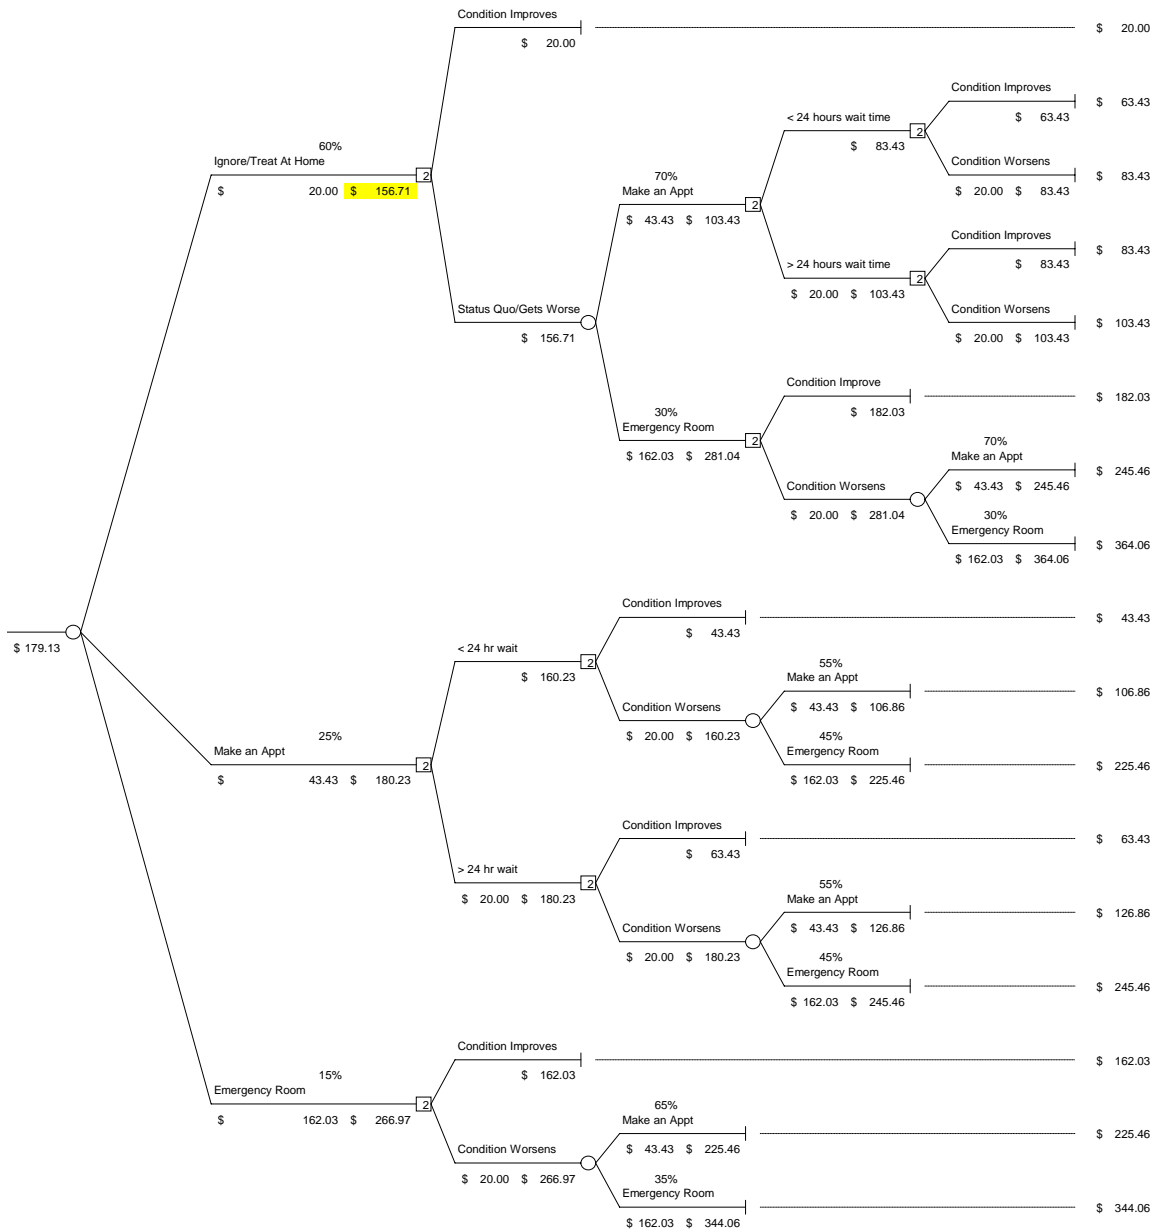 Condition Improves
$ 20.00 $ 20.00
Condition Improves
$ 63.43
< 24 hours wait time $ 63.43
2
60% $ 83.43
Ignore/Treat At Home Condition Worsens
2 70% $ 83.43
$ 20.00 $ 156.71 Make an Appt $ 20.00 $ 83.43
2
$ 43.43 $ 103.43
Condition Improves
$ 83.43
> 24 hours wait time $ 83.43
2
$ 20.00 $ 103.43
Status Quo/Gets Worse Condition Worsens
$ 103.43
$ 156.71 $ 20.00 $ 103.43
Condition Improve
$ 182.03
30% $ 182.03
Emergency Room
2 70%
$ 162.03 $ 281.04 Make an Appt
$ 245.46
Condition Worsens $ 43.43 $ 245.46
30%
$ 20.00 $ 281.04 Emergency Room
$ 364.06
$ 162.03 $ 364.06
Condition Improves
$ 43.43
$ 179.13 < 24 hr wait $ 43.43
2
$ 160.23 55%
Make an Appt
$ 106.86
Condition Worsens $ 43.43 $ 106.86
25%
$ 20.00 $ 160.23 45%
Make an Appt Emergency Room
2 $ 225.46
$ 43.43 $ 180.23 $ 162.03 $ 225.46
Condition Improves
$ 63.43
> 24 hr wait $ 63.43
2
$ 20.00 $ 180.23 55%
Make an Appt
$ 126.86
Condition Worsens $ 43.43 $ 126.86
$ 20.00 $ 180.23 45%
Emergency Room
$ 245.46
$ 162.03 $ 245.46
Condition Improves
$ 162.03
15% $ 162.03
Emergency Room
2
$ 162.03 $ 266.97 65%
Make an Appt
$ 225.46
Condition Worsens $ 43.43 $ 225.46
$ 20.00 $ 266.97 35%
Emergency Room
$ 344.06
$ 162.03 $ 344.06